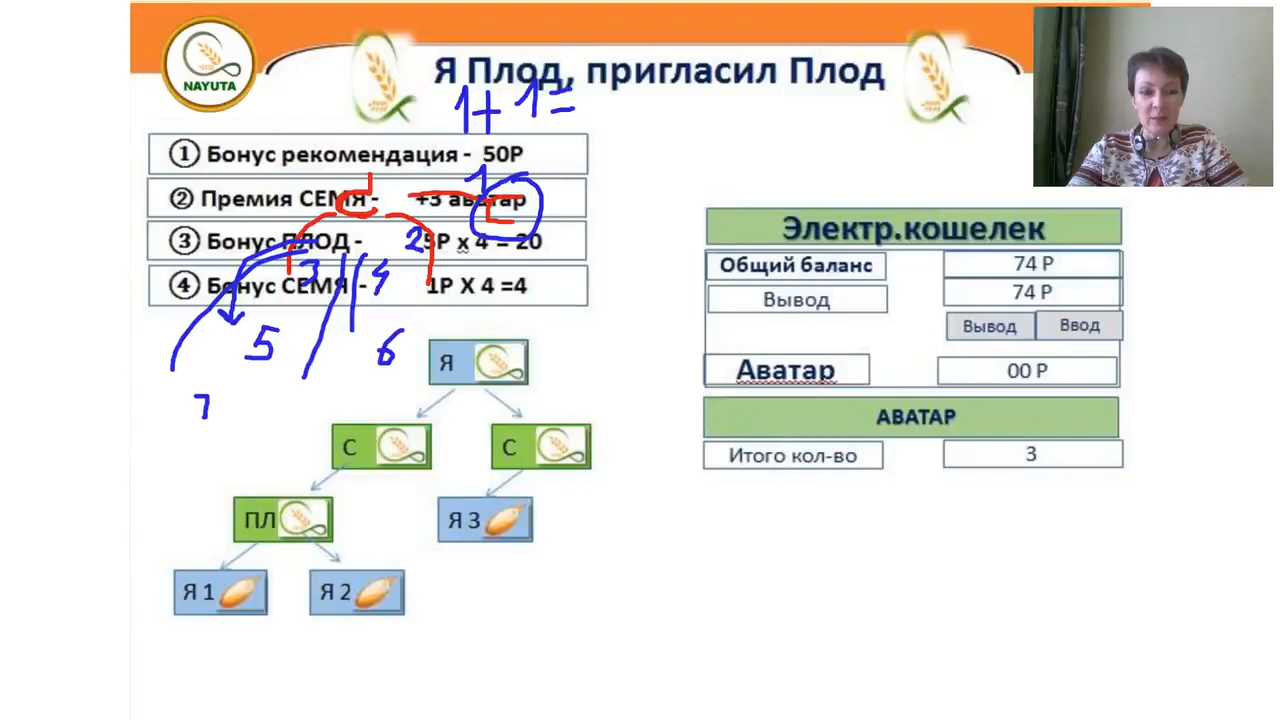 NAYUTA
Я Плод, пригласил Плод
1+ 1=
① Бонус рекомендация - 50Р
② Премия СЕМЯ - +3 аватар
1
③ Бонус ПЛОД - 5Р х 4 = 20
2
④ Бонус СЕМЯ - 1Р Х 4 =4
3 4
5 6
7
Я
С С
ПЛ Я 3
Я 1 Я 2
Электр.кошелек
Общий баланс 74 Р
Вывод 74 Р
Вывод Ввод
Аватар 00 Р
АВАТАР
Итого кол-во 3